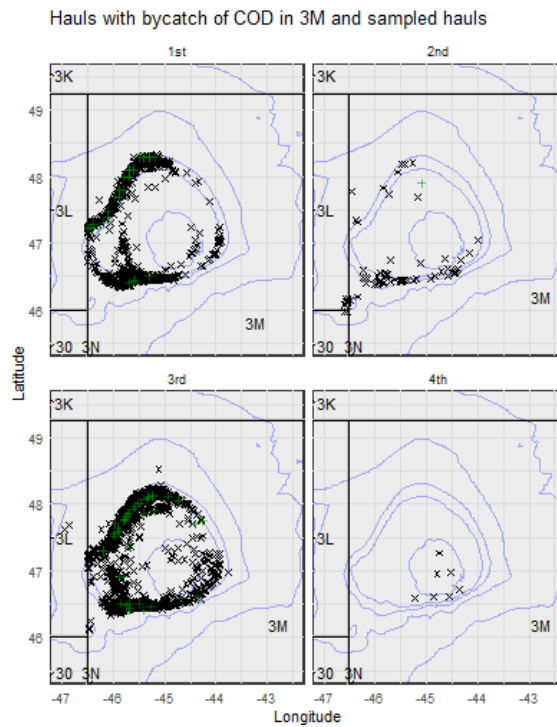 Hauls with bycatch of COD in 3M and sampled hauls
1st
2nd
3K
3K
49
48
3L
3L
47
46
3M
3M
30 3N
30 3N
Latitude
3rd
4th
3K
3K
49
48
3L
3L
47
46
3M
3M
30 3N
30 3N
-47 -46 -45 -44 -43
-47 -46 -45 -44 -43
Longitude